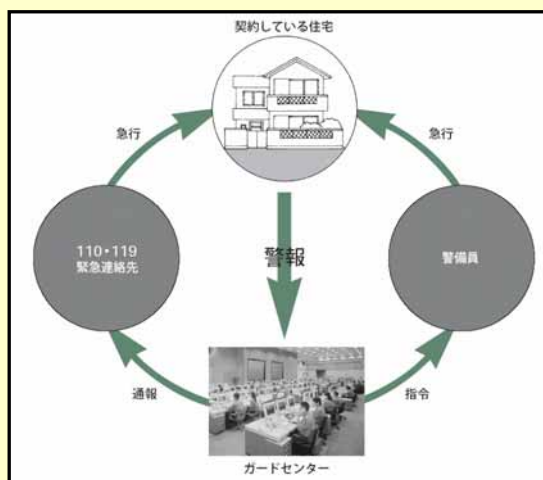 契約している住宅
急行
急行
警報
110・119
緊急連絡先
警備員
通報
指令
ガードセンター